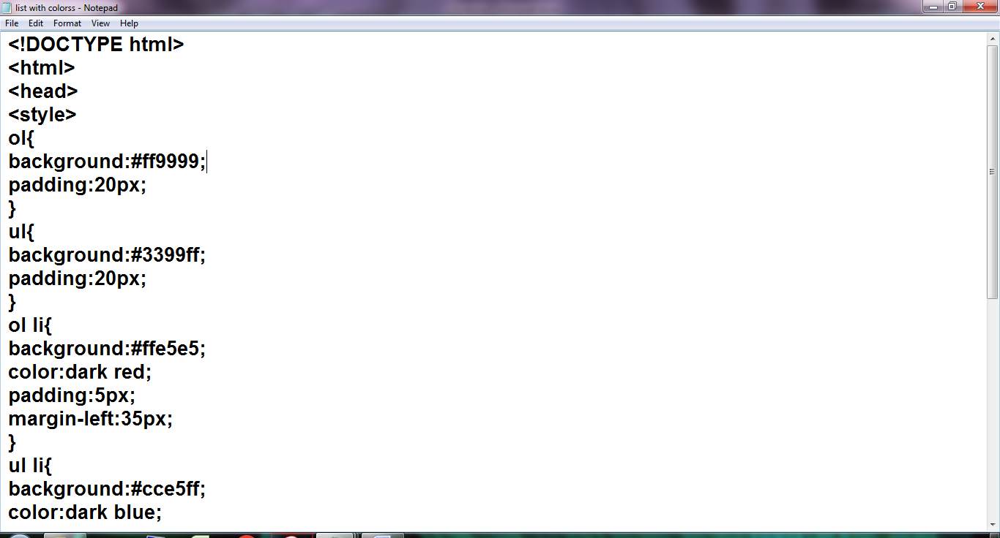 list with colorss - Notepad
File Edit Format View Help
<!DOCTYPE html>
<html>
<head>
<style>
ol{
background:#ff9999;
padding:20px;
}
ul{
background:#3399ff;
padding:20px;
}
ol li{
background:#ffe5e5;
color:dark red;
padding:5px;
margin-left:35px;
}
ul li{
background:#cce5ff;
color:dark blue;